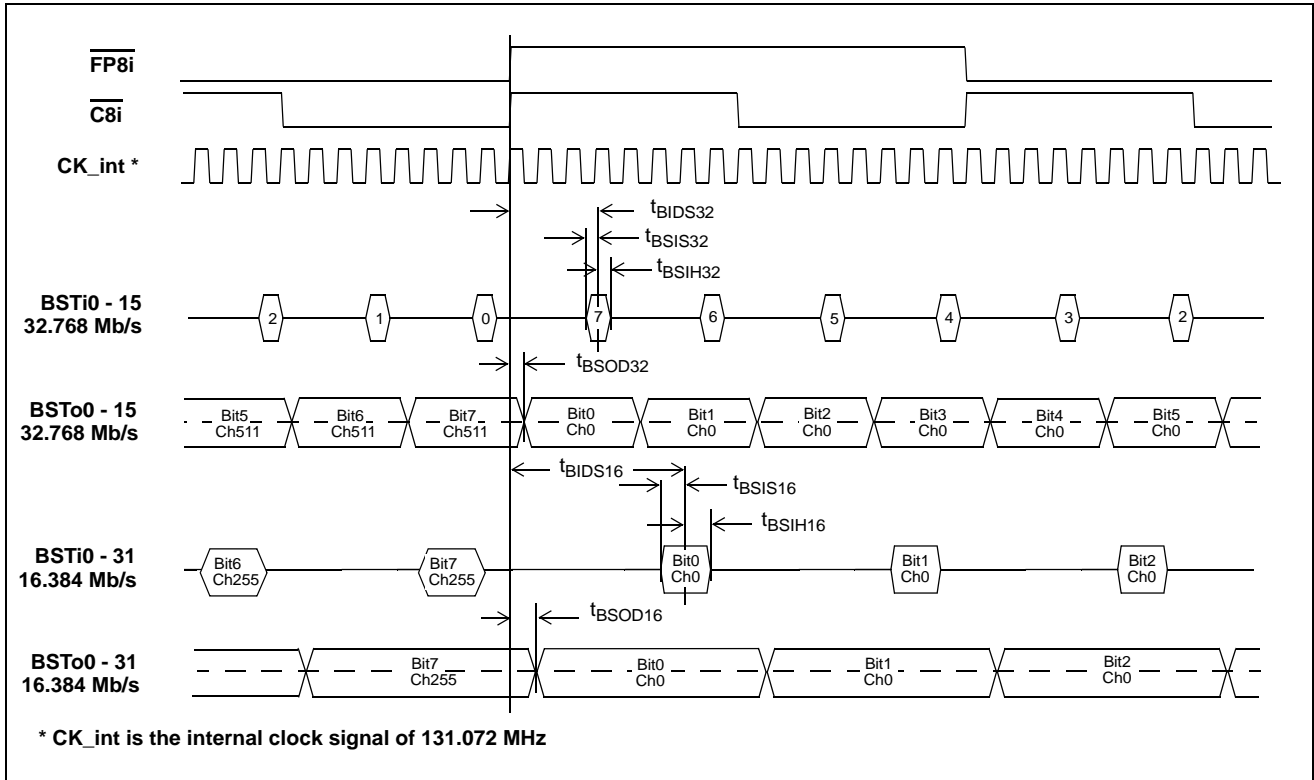 FP8i
C8i
CK_int *
tBIDS32
tBSIS32
tBSIH32
BSTi0 - 15
32.768 Mb/s
2 1 0 7 6 5 4 3 2
tBSOD32
BSTo0 - 15
32.768 Mb/s
Bit5 Bit6 Bit7 Bit0 Bit1 Bit2 Bit3 Bit4 Bit5
Ch511 Ch511 Ch511 Ch0 Ch0 Ch0 Ch0 Ch0 Ch0
tBIDS16
tBSIS16
tBSIH16
BSTi0 - 31
16.384 Mb/s
Bit6 Bit7 Bit0 Bit1 Bit2
Ch255 Ch255 Ch0 Ch0 Ch0
tBSOD16
BSTo0 - 31
16.384 Mb/s
Bit7 Bit0 Bit1 Bit2
Ch255 Ch0 Ch0 Ch0
* CK_int is the internal clock signal of 131.072 MHz